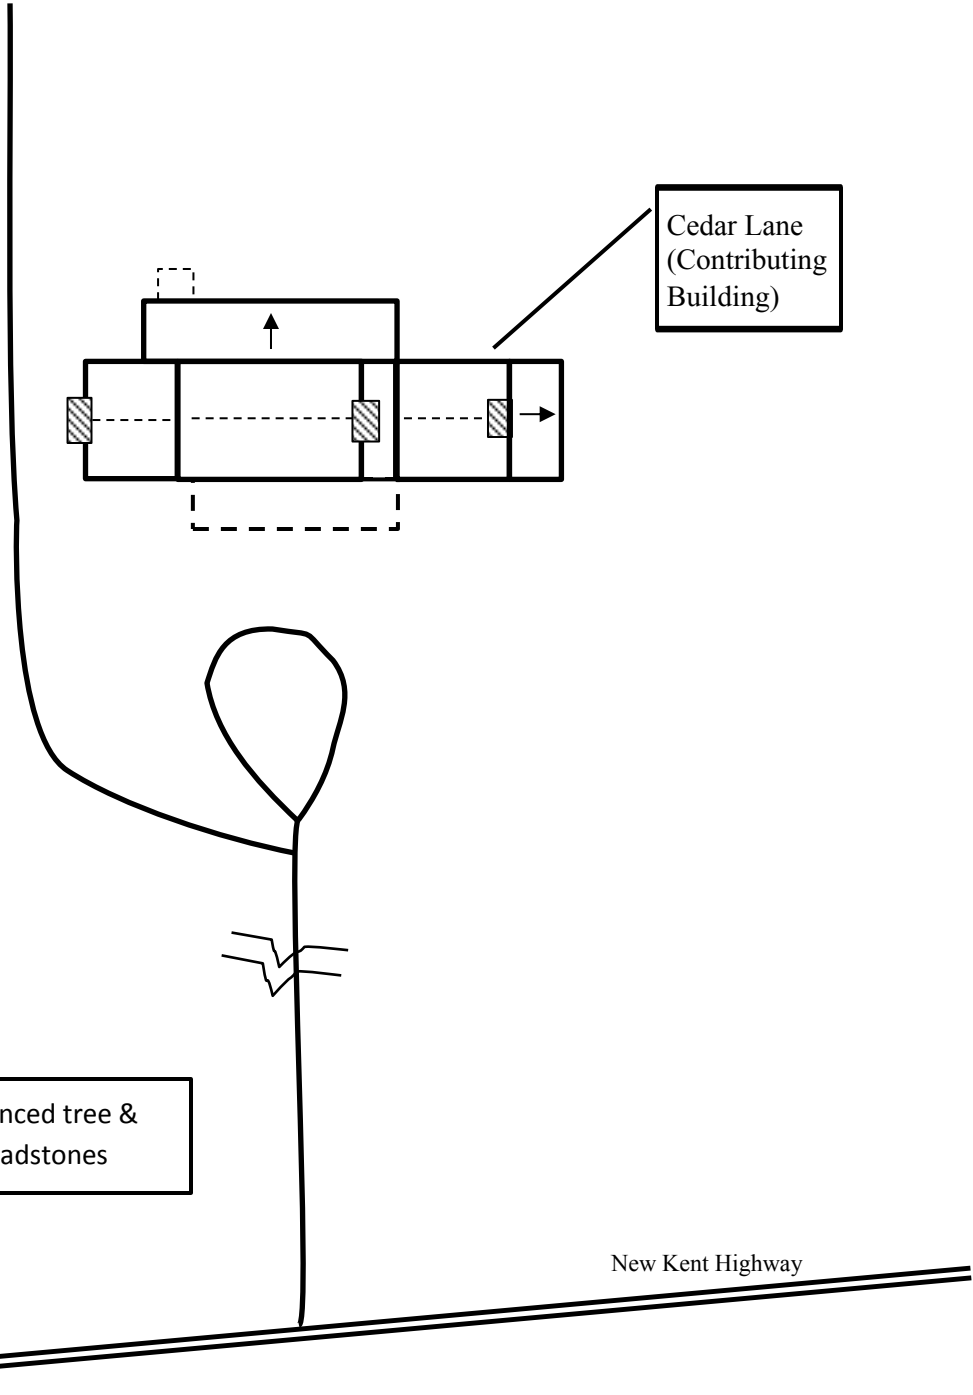 Cedar Lane
(Contributing
Building)
nced tree &
adstones
New Kent Highway